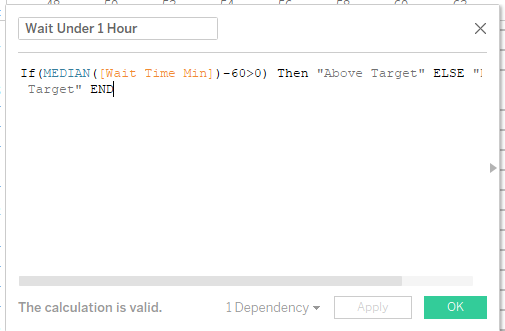 Wait Under 1 Hour
If(MEDIAN([Wait Time Min])-60>0) Then "Above Target" ELSE "
Target" END
The calculation is valid.
1 Dependency
Apply
OK